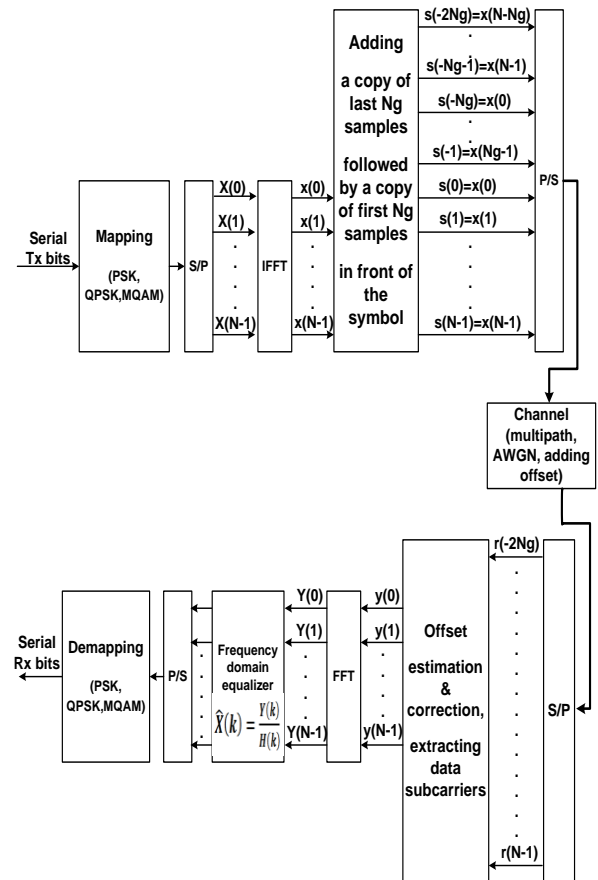 Serial
Tx bits
Mapping
(PSK,
QPSK,MQAM)
S/P
X(0)
X(1)
X(N-1)
IFFT
x(0)
x(1)
x(N-1)
Adding
a copy of
last Ng
samples
followed
by a copy
of first Ng
samples
in front of
the
symbol
s(-2Ng)=x(N-Ng)
s(-Ng-1)=x(N-1)
s(-Ng)=x(0)
s(-1)=x(Ng-1)
s(0)=x(0)
s(1)=x(1)
s(N-1)=x(N-1)
P/S
Channel
(multipath,
AWGN, adding
offset)
S/P
r(-2Ng)
r(N-1)
Offset
estimation
&
correction,
extracting
data
subcarriers
y(0)
y(1)
y(N-1)
FFT
Y(0)
Y(1)
Y(N-1)
Frequency
domain
equalizer
X̂(k) = Y(k)/H(k)
P/S
Demapping
(PSK,
QPSK,MQAM)
Serial
Rx bits